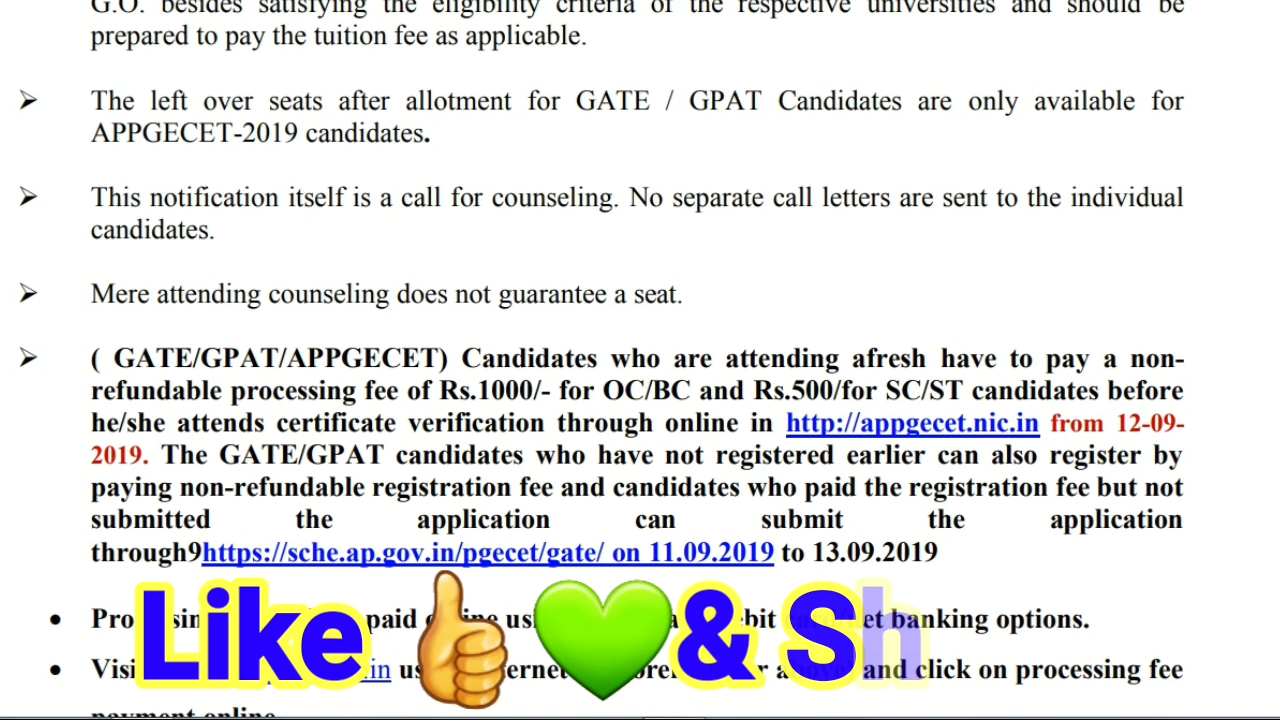 G.O. besides satisfying the eligibility criteria of the respective universities and should be
prepared to pay the tuition fee as applicable.
➢ The left over seats after allotment for GATE / GPAT Candidates are only available for
APPGECET-2019 candidates.
➢ This notification itself is a call for counseling. No separate call letters are sent to the individual
candidates.
➢ Mere attending counseling does not guarantee a seat.
➢ ( GATE/GPAT/APPGECET) Candidates who are attending afresh have to pay a non-
refundable processing fee of Rs.1000/- for OC/BC and Rs.500/for SC/ST candidates before
he/she attends certificate verification through online in http://appgecet.nic.in from 12-09-
2019. The GATE/GPAT candidates who have not registered earlier can also register by
paying non-refundable registration fee and candidates who paid the registration fee but not
submitted the application can submit the application
through9https://sche.ap.gov.in/pgecet/gate/ on 11.09.2019 to 13.09.2019
• paid banking options.
• and click on processing fee
payment online
Like 👍💚& Sh